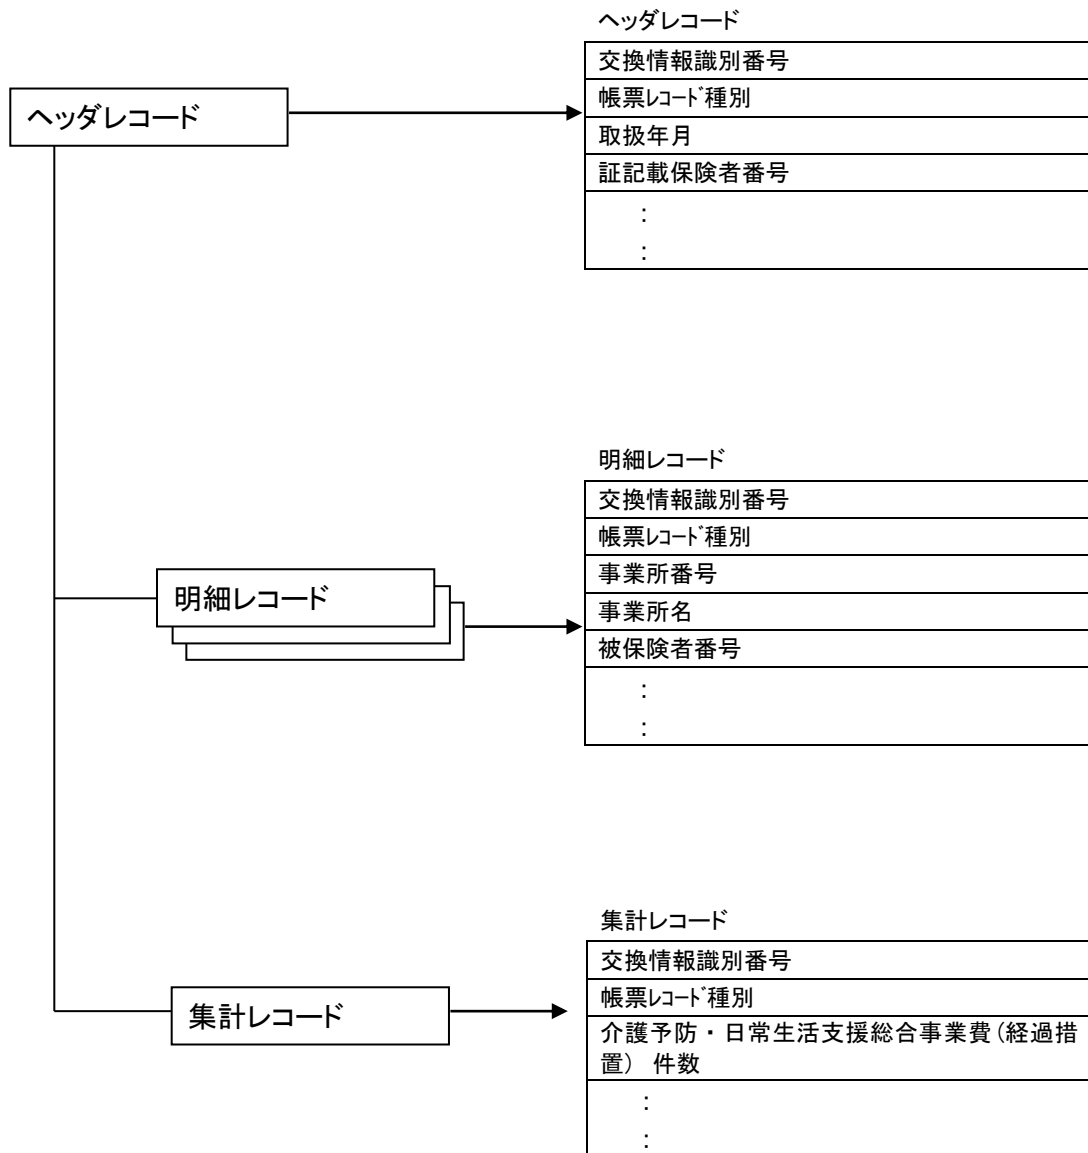 ヘッダレコード
ヘッダレコード
交換情報識別番号
帳票ﾚｺｰﾄﾞ種別
取扱年月
証記載保険者番号
:
:
明細レコード
明細レコード
交換情報識別番号
帳票ﾚｺｰﾄﾞ種別
事業所番号
事業所名
被保険者番号
:
:
集計レコード
集計レコード
交換情報識別番号
帳票ﾚｺｰﾄﾞ種別
介護予防・日常生活支援総合事業費(経過措
置) 件数
:
: